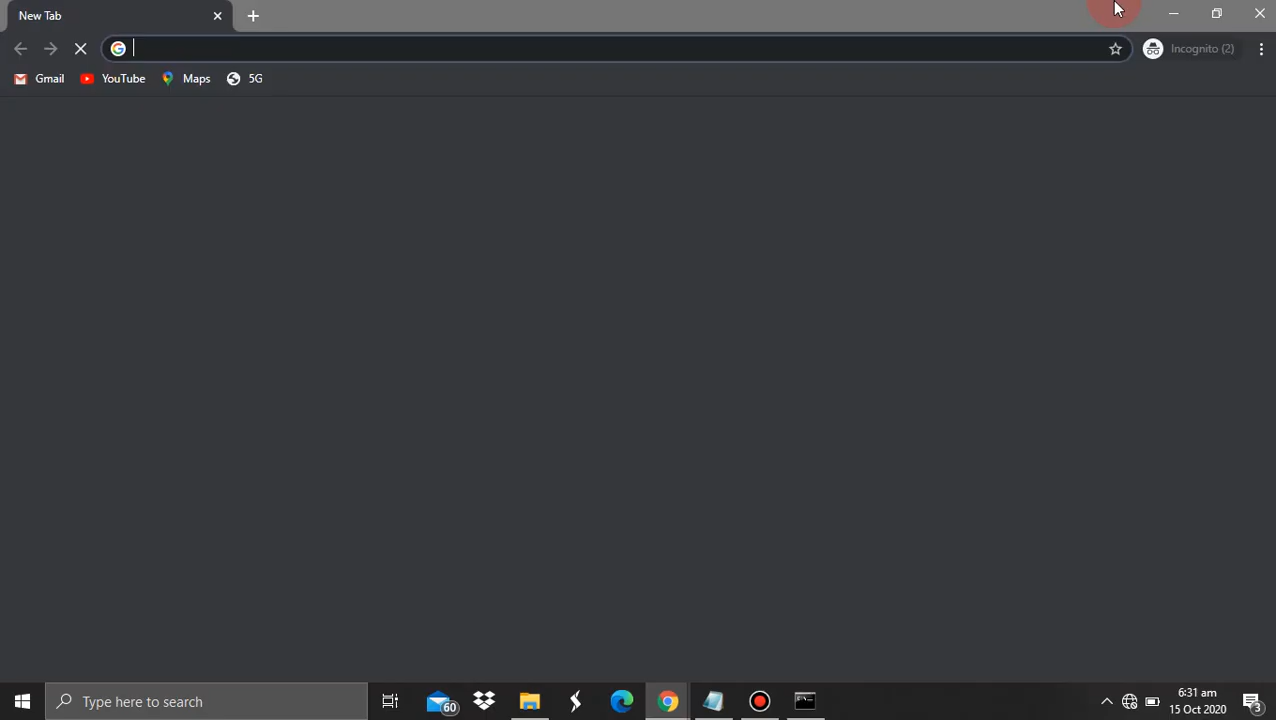 New Tab
Incognito (2)
Gmail YouTube Maps 5G
Type here to search
60
6:31 am
15 Oct 2020
3